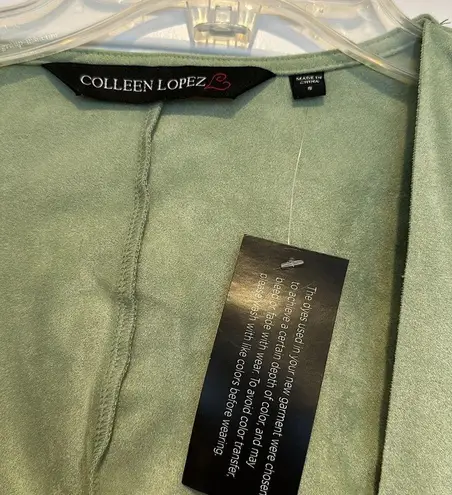 COLLEEN LOPEZ
MADE IN
CHINA
S
The dyes used in your new garment were chosen
to achieve a certain depth of color, and may
bleed or fade with wear. To avoid color transfer,
please wash with like colors before wearing.